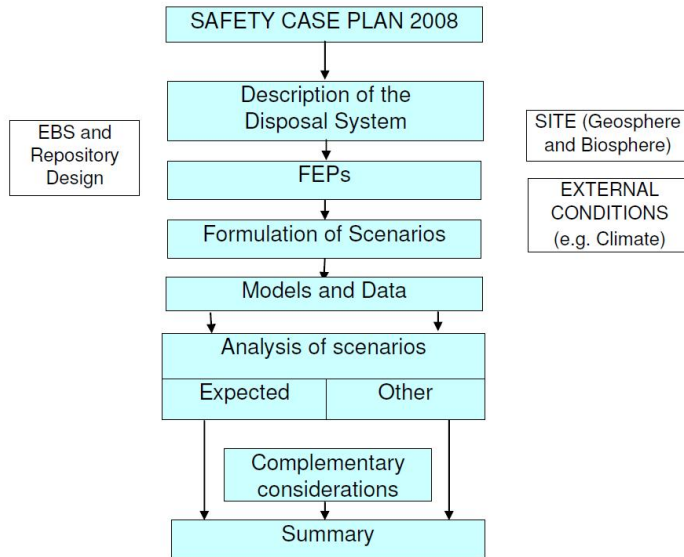 SAFETY CASE PLAN 2008
Description of the
Disposal System
EBS and
Repository
Design
SITE (Geosphere
and Biosphere)
FEPs
EXTERNAL
CONDITIONS
(e.g. Climate)
Formulation of Scenarios
Models and Data
Analysis of scenarios
Expected
Other
Complementary
considerations
Summary